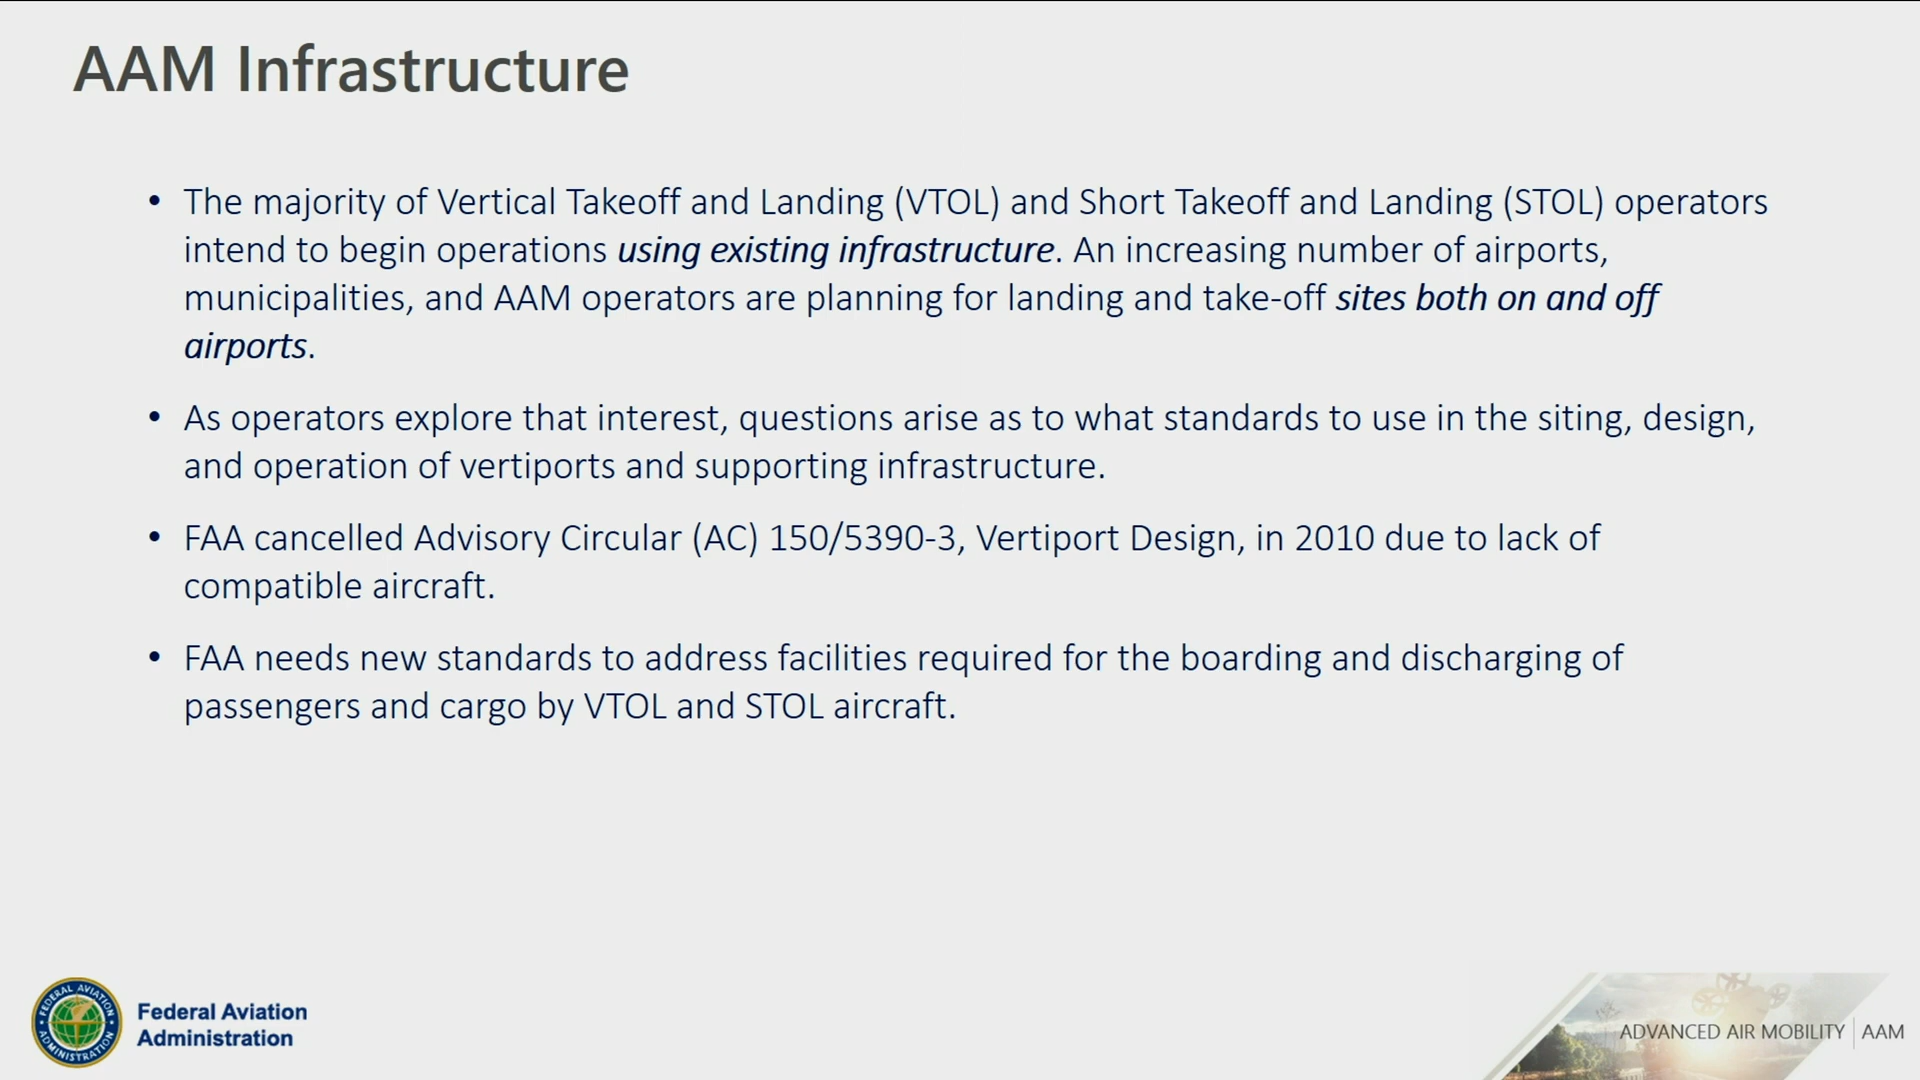 AAM Infrastructure
• The majority of Vertical Takeoff and Landing (VTOL) and Short Takeoff and Landing (STOL) operators
intend to begin operations using existing infrastructure. An increasing number of airports,
municipalities, and AAM operators are planning for landing and take-off sites both on and off
airports.
• As operators explore that interest, questions arise as to what standards to use in the siting, design,
and operation of vertiports and supporting infrastructure.
• FAA cancelled Advisory Circular (AC) 150/5390-3, Vertiport Design, in 2010 due to lack of
compatible aircraft.
• FAA needs new standards to address facilities required for the boarding and discharging of
passengers and cargo by VTOL and STOL aircraft.
FEDERAL AVIATION
ADMINISTRATION
Federal Aviation
Administration
ADVANCED AIR MOBILITY | AAM